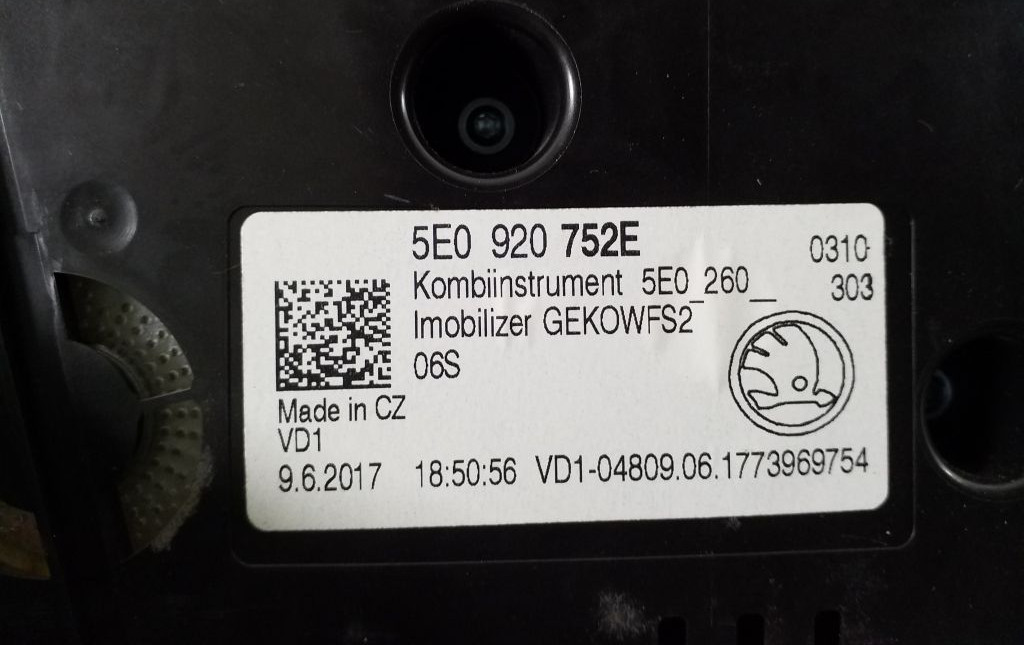 5E0 920 752E 0310
Kombiinstrument 5E0_260__ 303
Imobilizer GEKOWFS2
06S
Made in CZ
VD1
9.6.2017 18:50:56 VD1-04809.06.1773969754